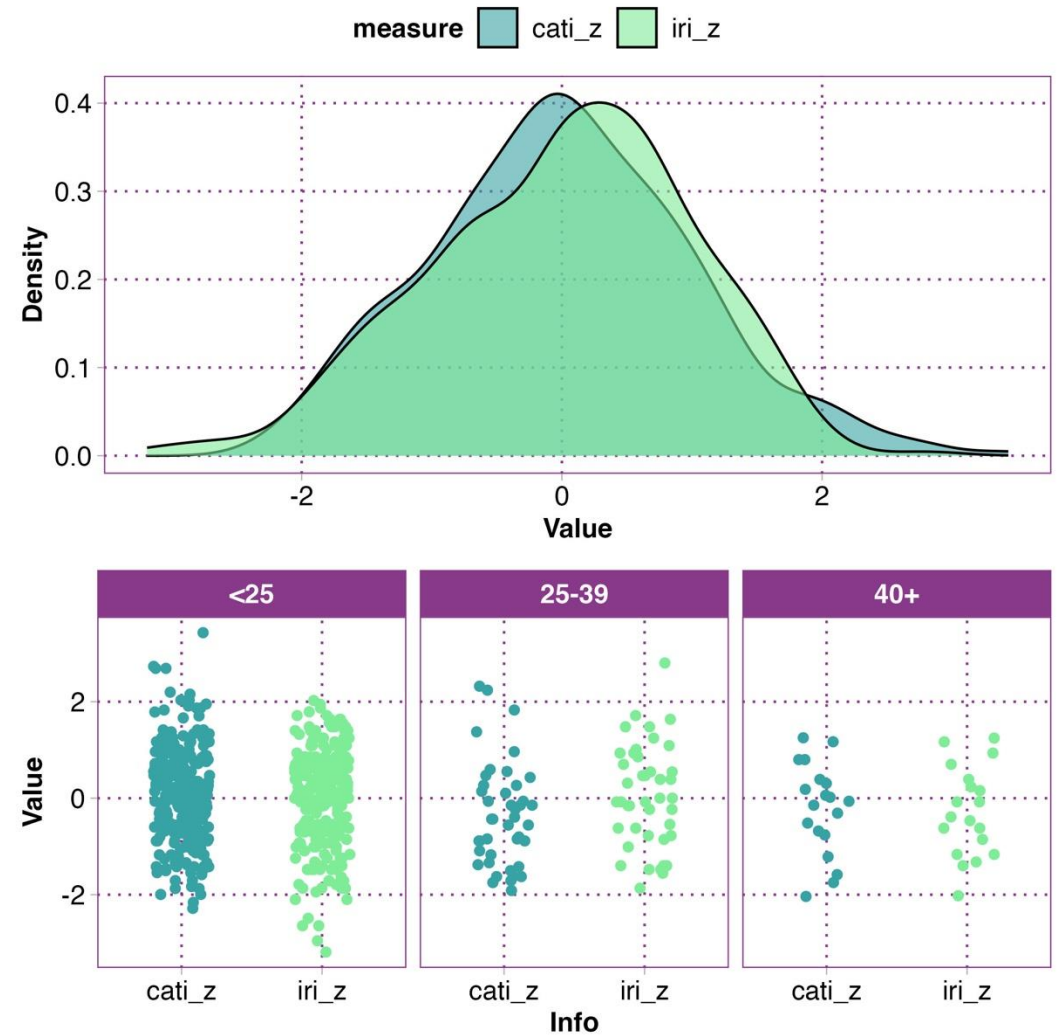 measure cati_z iri_z
0.4
0.3
0.2
0.1
0.0
Density
-2 0 2
Value
<25 25-39 40+
2
0
-2
Value
cati_z iri_z cati_z iri_z cati_z iri_z
Info